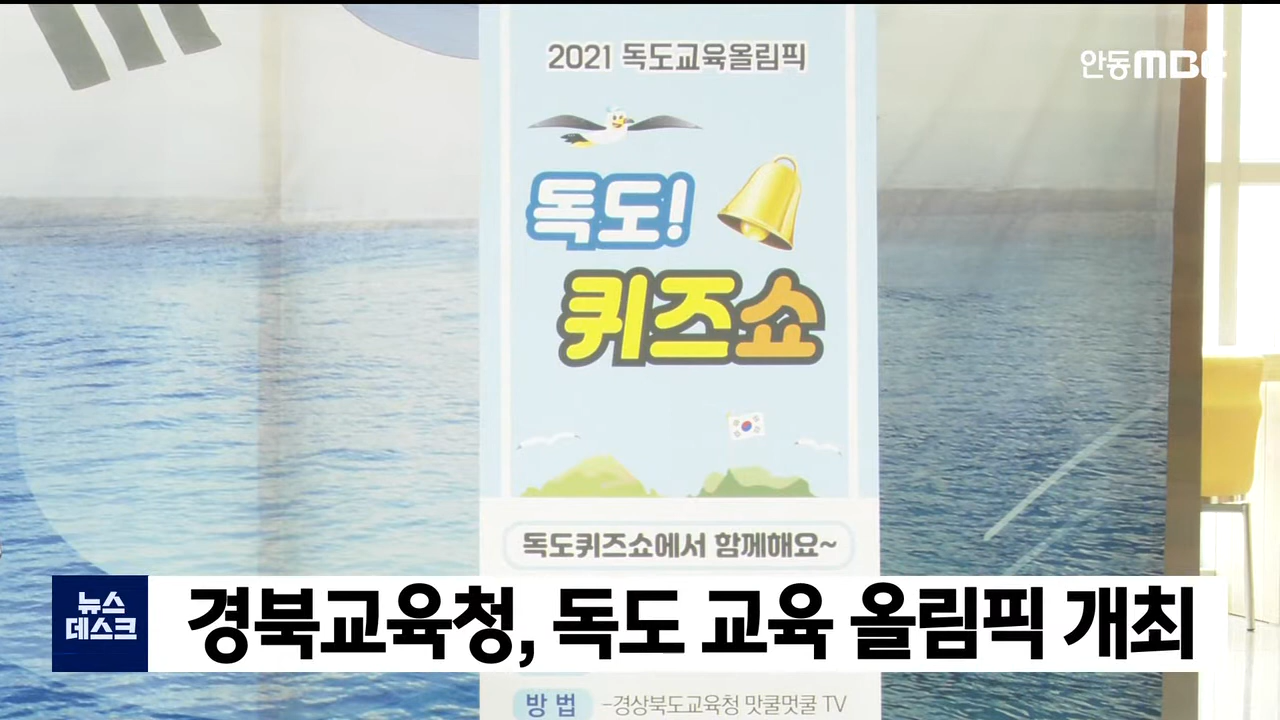 2021 독도교육올림픽
안동MBC
독도!
퀴즈쇼
독도퀴즈쇼에서 함께해요~
뉴스
데스크
경북교육청, 독도 교육 올림픽 개최
방 법 -경상북도교육청 맛쿨멋쿨 TV